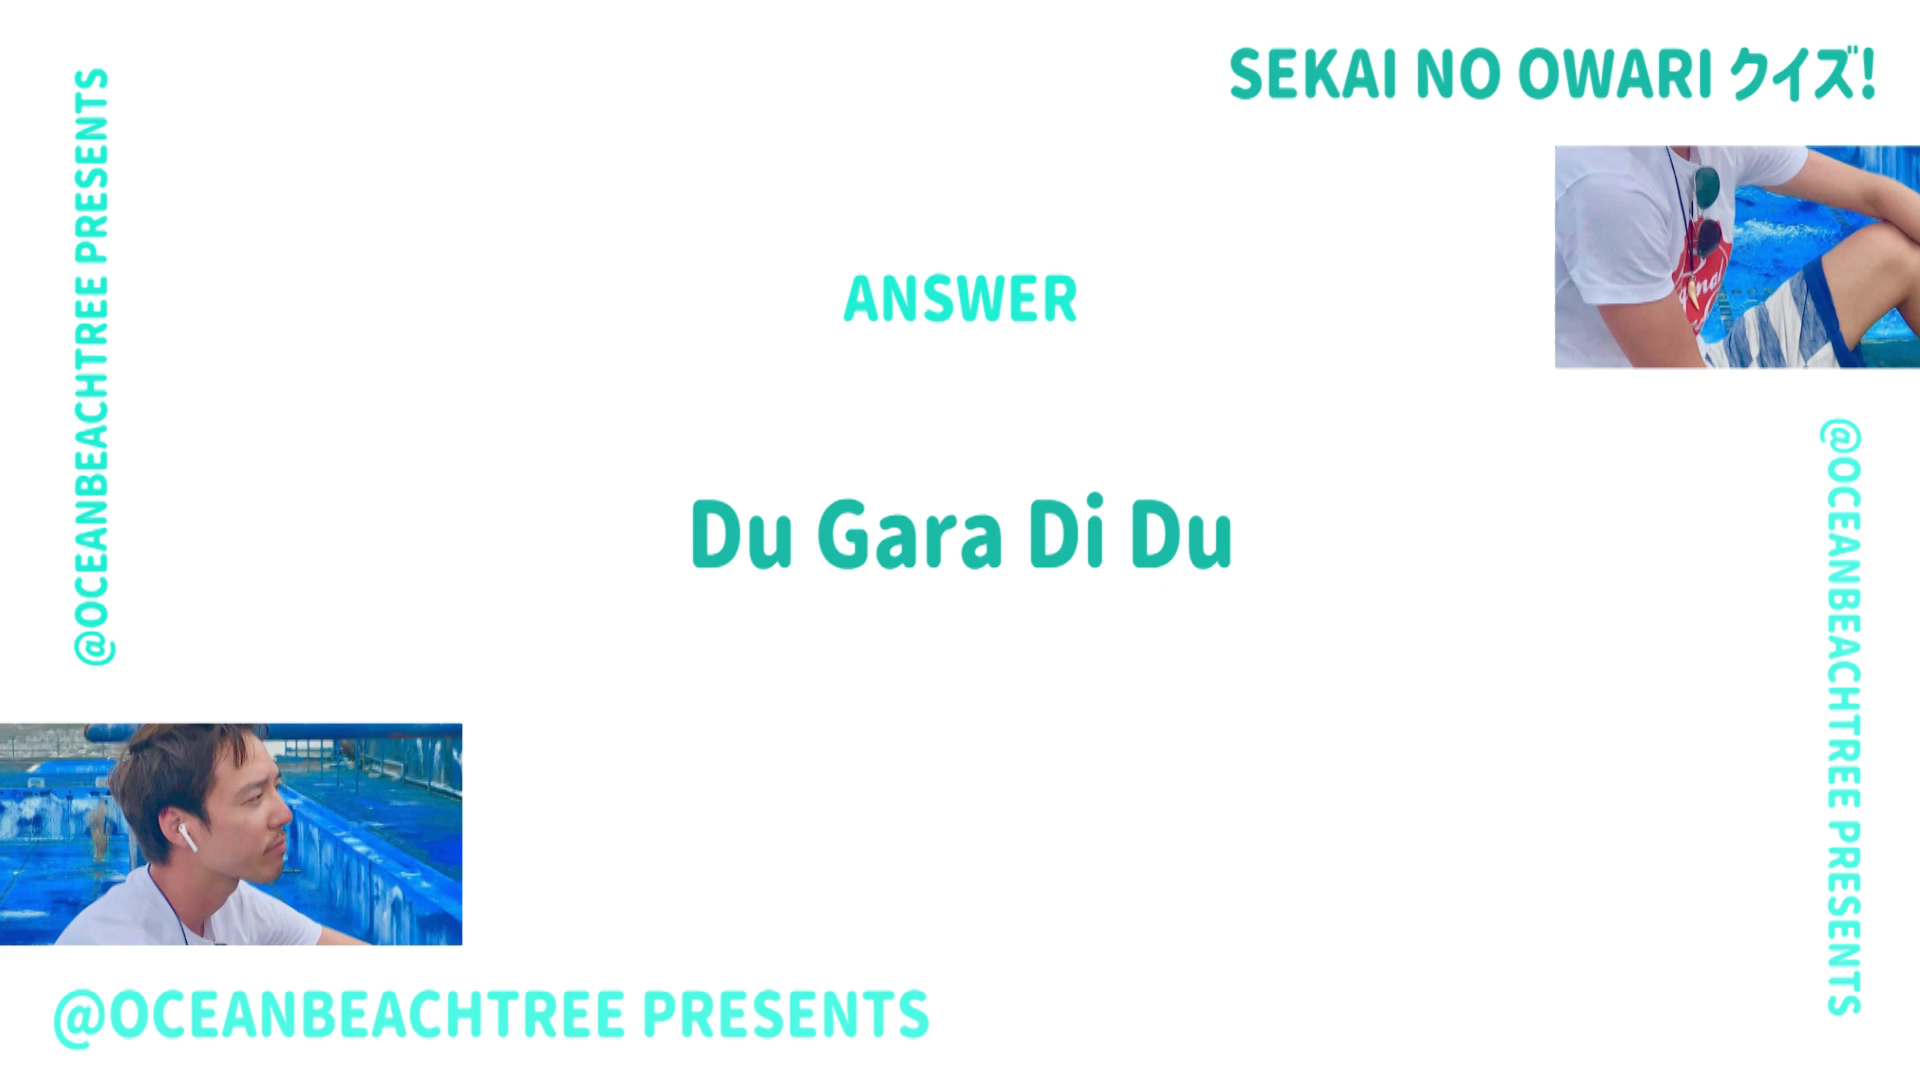 SEKAI NO OWARI クイズ!
@OCEANBEACHTREE PRESENTS
ANSWER
Du Gara Di Du
@OCEANBEACHTREE PRESENTS
@OCEANBEACHTREE PRESENTS